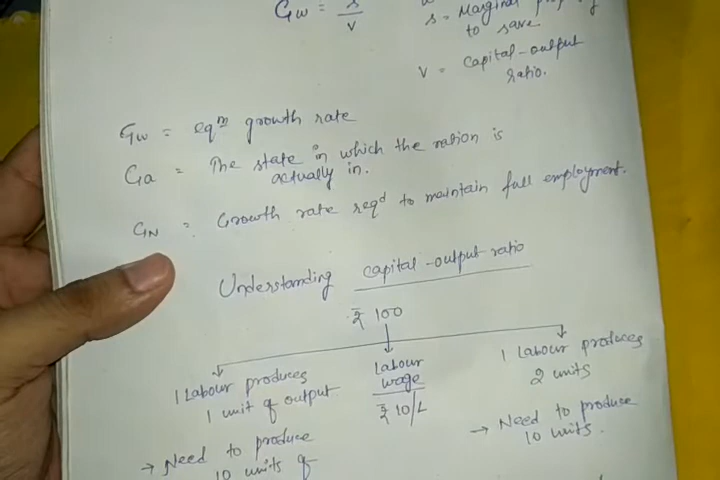 Gw = s
v
s = Marginal
to save
v = capital-output
ratio.
Gw = eqm growth rate
Ga = The state in which the nation is
actually in.
GN = Growth rate reqd to maintain full employment.
Understanding capital-output ratio
₹ 100
1 Labour produces
1 unit of output
Labour
wage
₹ 10/L
1 Labour produces
2 units
→ Need to produce
10 units of
→ Need to produce
10 units.